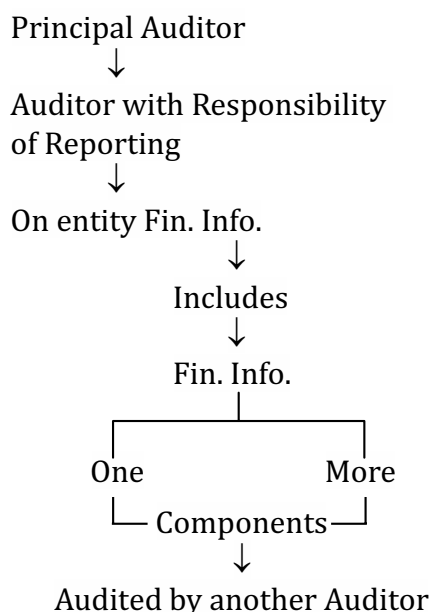 Principal Auditor
Auditor with Responsibility
of Reporting
On entity Fin. Info.
Includes
Fin. Info.
One More
Components
Audited by another Auditor